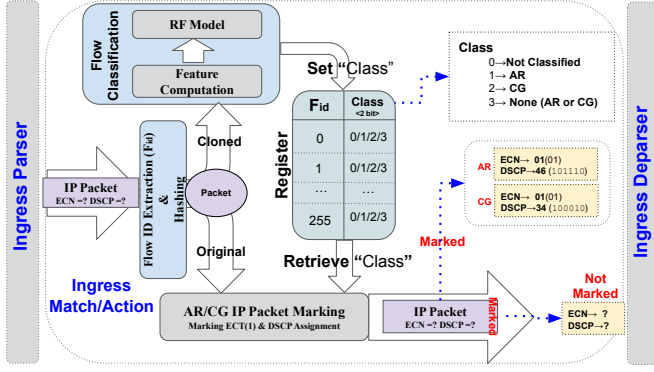 Ingress Parser
RF Model
Feature
Computation
Flow
Classification
Set “Class”
Class
0→Not Classified
1→ AR
2→ CG
3→ None (AR or CG)
Cloned
IP Packet
ECN =? DSCP =?
Flow ID Extraction (Fid)
&
Hashing
Packet
Original
Register
Fid
Class
<2 bit>
0
0/1/2/3
1
0/1/2/3
...
...
255
0/1/2/3
Retrieve “Class”
AR
ECN→ 01(01)
DSCP→46 (101110)
CG
ECN→ 01(01)
DSCP→34 (100010)
Marked
Ingress
Match/Action
AR/CG IP Packet Marking
Marking ECT(1) & DSCP Assignment
IP Packet
ECN =? DSCP =?
Marked
Not
Marked
ECN→ ?
DSCP→?
Ingress Deparser